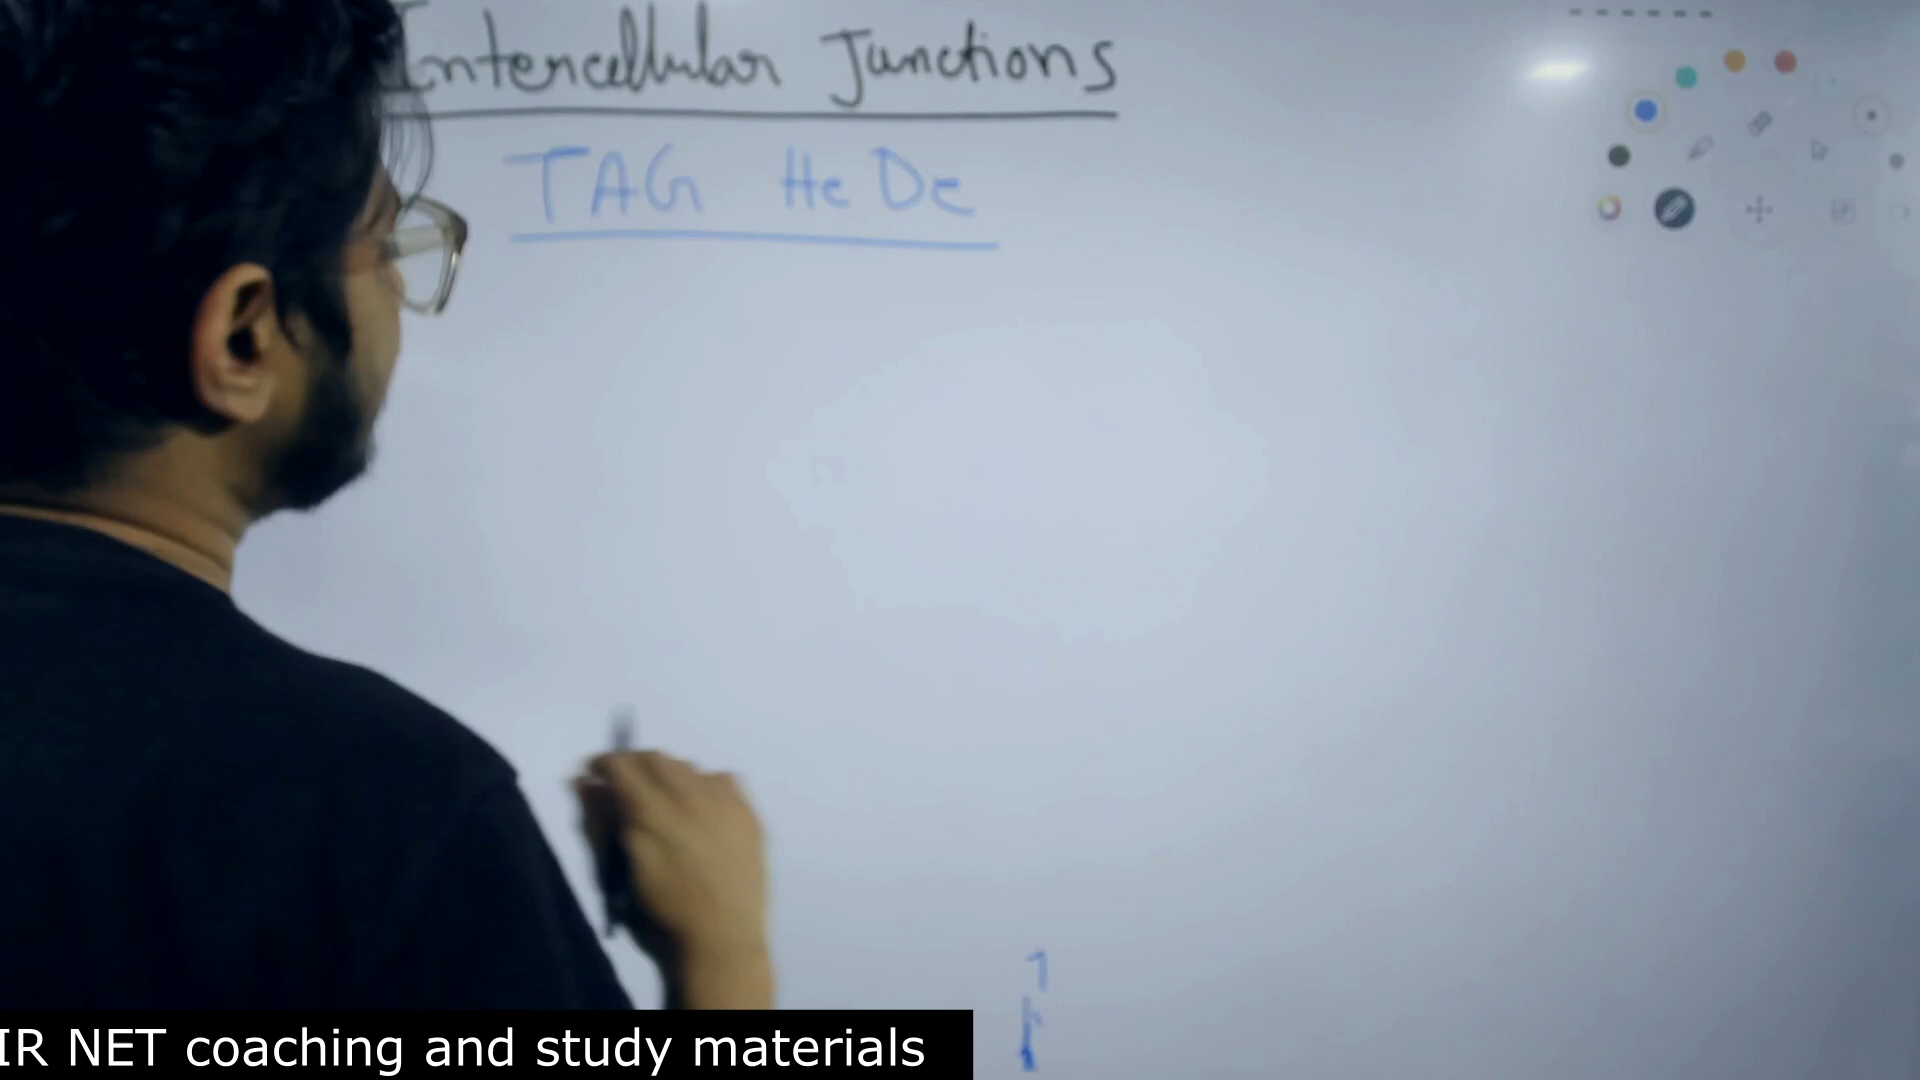 Intercellular Junctions
TAG He De
IR NET coaching and study materials